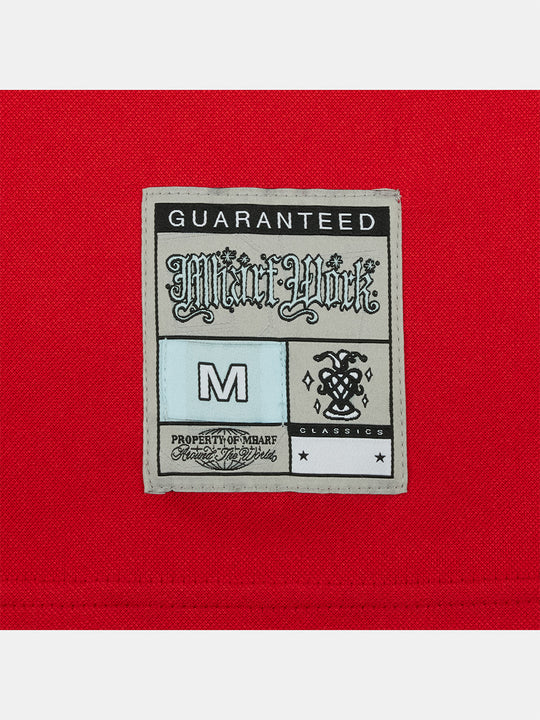 GUARANTEED
Mharf Work
M
CLASSICS
PROPERTY OF MHARF
Around The World